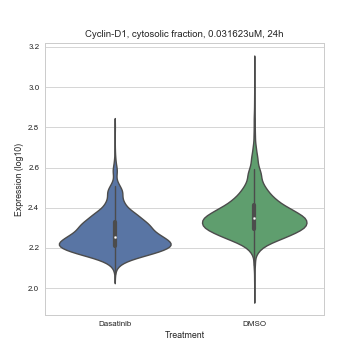 Cyclin-D1, cytosolic fraction, 0.031623uM, 24h
3.2
3.0
2.8
2.6
2.4
2.2
2.0
Expression (log10)
Dasatinib DMSO
Treatment